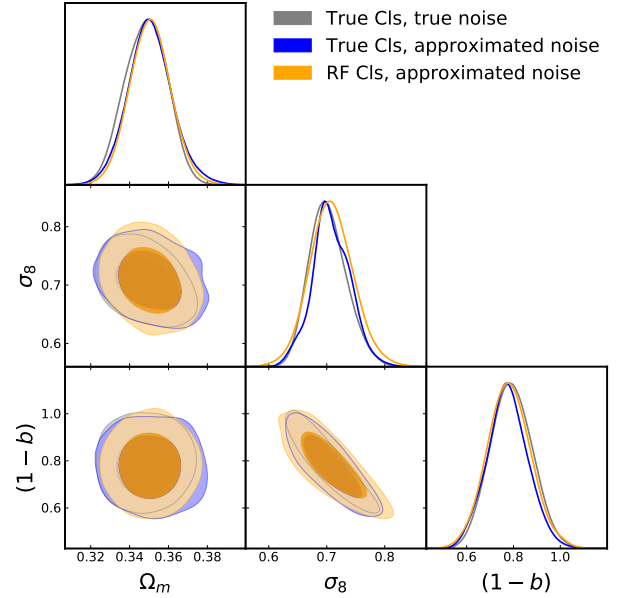 True Cls, true noise
True Cls, approximated noise
RF Cls, approximated noise
0.8
0.7
0.6
σ₈
1.0
0.8
0.6
(1 − b)
0.32 0.34 0.36 0.38
0.6 0.7 0.8
0.6 0.8 1.0
Ωₘ
σ₈
(1 − b)